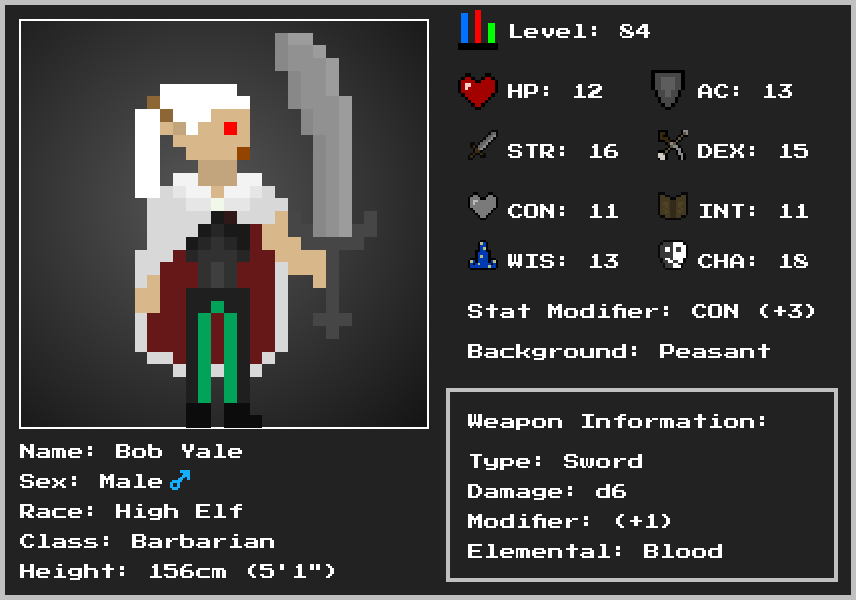 Level: 84
HP: 12 AC: 13
STR: 16 DEX: 15
CON: 11 INT: 11
WIS: 13 CHA: 18
Stat Modifier: CON (+3)
Background: Peasant
Weapon Information:
Type: Sword
Damage: d6
Modifier: (+1)
Elemental: Blood
Name: Bob Yale
Sex: Male ♂
Race: High Elf
Class: Barbarian
Height: 156cm (5'1")